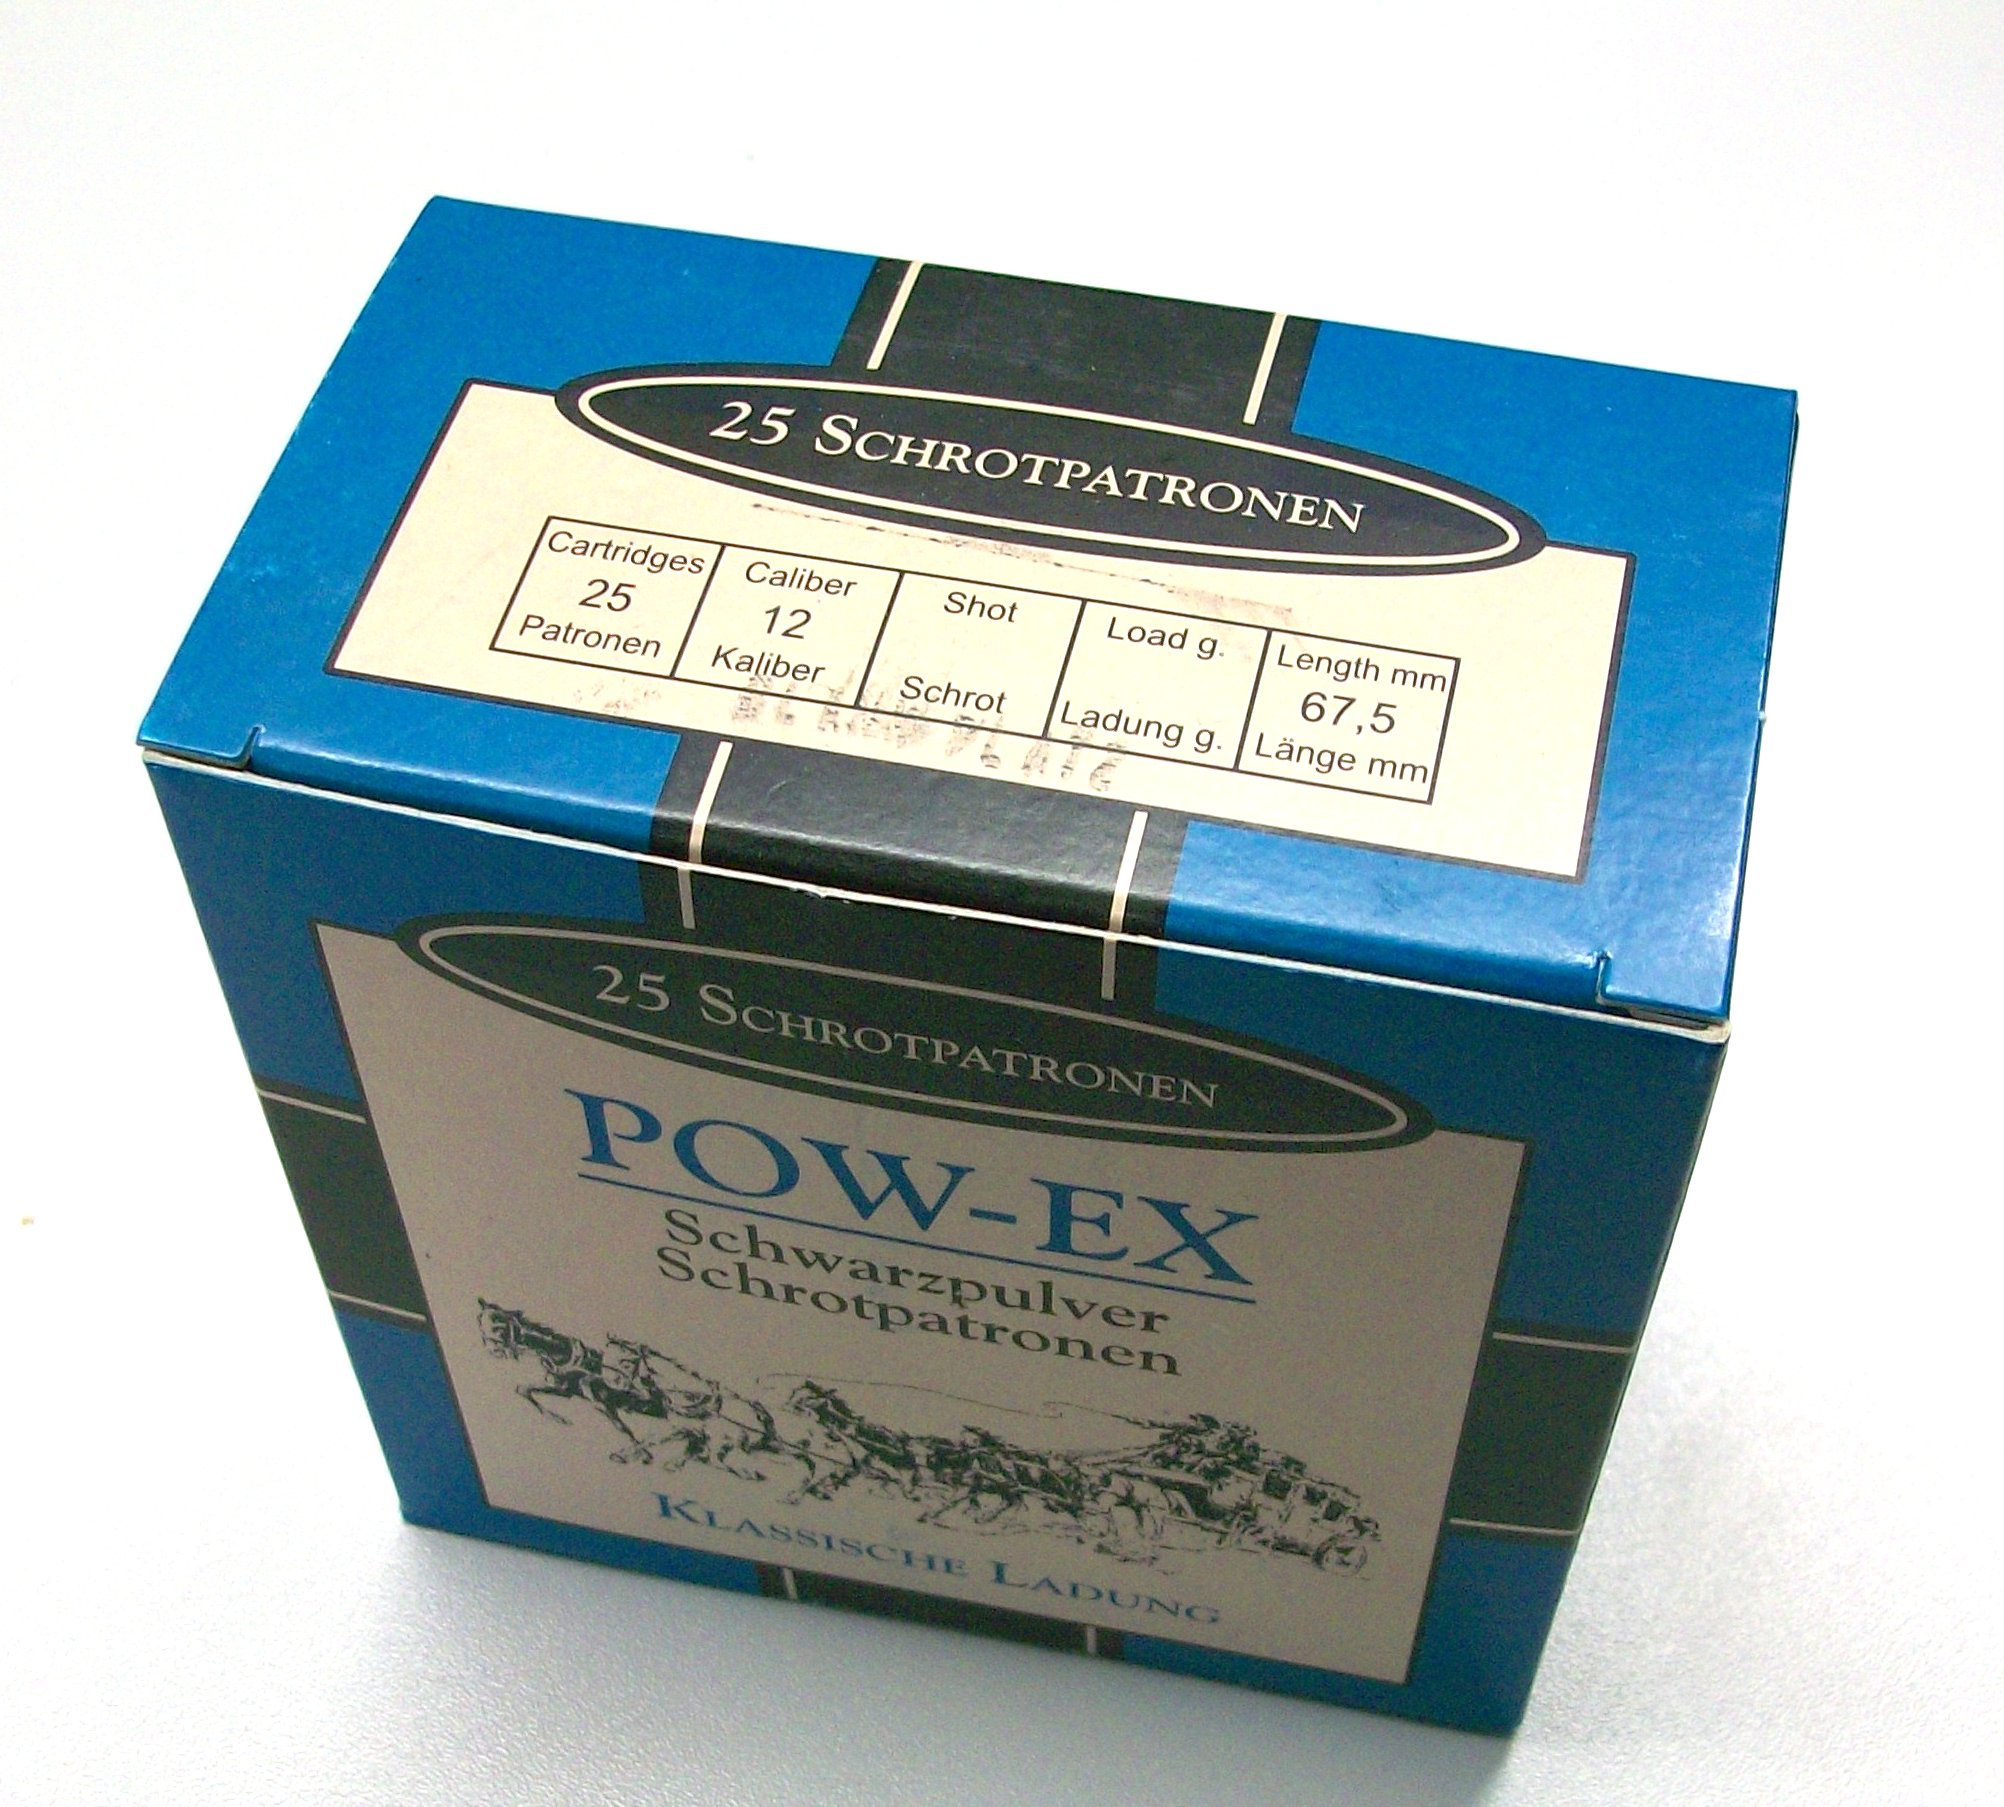 25 SCHROTPATRONEN
Cartridges
25
Patronen
Caliber
12
Kaliber
Shot
Schrot
Load g.
Ladung g.
Length mm
67,5
Länge mm
25 SCHROTPATRONEN
POW-EX
Schwarzpulver
Schrotpatronen
KLASSISCHE LADUNG